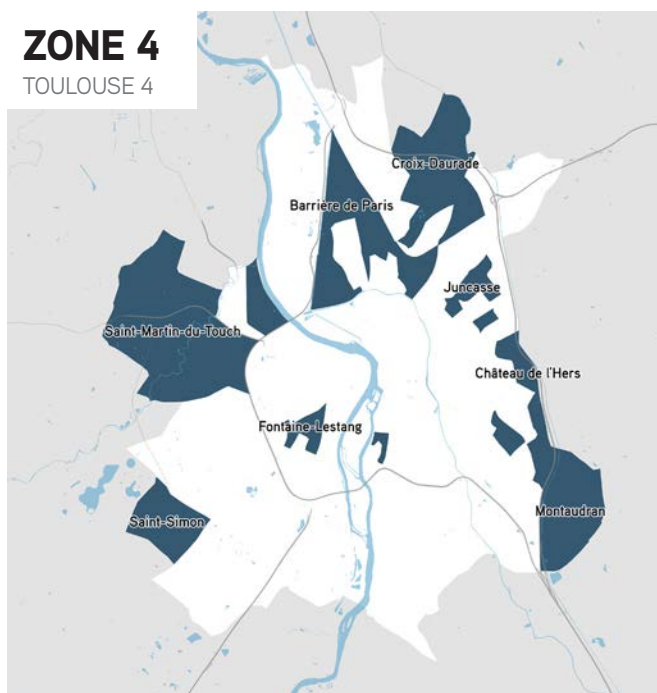 ZONE 4
TOULOUSE 4
Croix-Daurade
Barrière de Paris
Juncasse
Saint-Martin-du-Touch
Château de l'Hers
Fontaine-Lestang
Saint-Simon
Montaudran